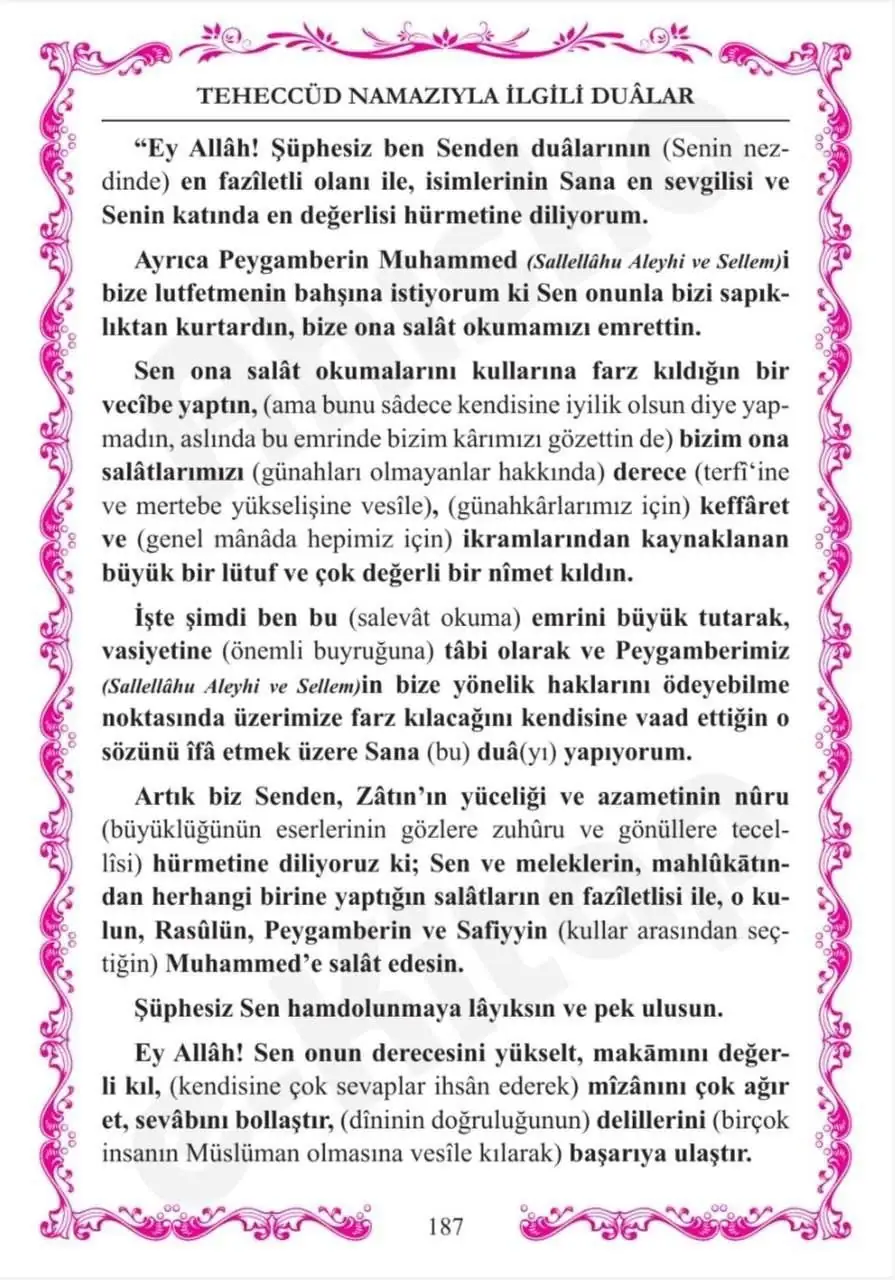 TEHECCÜD NAMAZIYLA İLGİLİ DUÂLAR
“Ey Allâh! Şüphesiz ben Senden duâlarının (Senin nez-
dinde) en fazîletli olanı ile, isimlerinin Sana en sevgilisi ve
Senin katında en değerlisi hürmetine diliyorum.
Ayrıca Peygamberin Muhammed (Sallellâhu Aleyhi ve Sellem)i
bize lutfetmenin bahşına istiyorum ki Sen onunla bizi sapık-
lıktan kurtardın, bize ona salât okumamızı emrettin.
Sen ona salât okumalarını kullarına farz kıldığın bir
vecîbe yaptın, (ama bunu sâdece kendisine iyilik olsun diye yap-
madın, aslında bu emrinde bizim kârımızı gözettin de) bizim ona
salâtlarımızı (günahları olmayanlar hakkında) derece (terfî‘ine
ve mertebe yükselişine vesîle), (günahkârlarımız için) keffâret
ve (genel mânâda hepimiz için) ikramlarından kaynaklanan
büyük bir lütuf ve çok değerli bir nîmet kıldın.
İşte şimdi ben bu (salevât okuma) emrini büyük tutarak,
vasiyetine (önemli buyruğuna) tâbi olarak ve Peygamberimiz
(Sallellâhu Aleyhi ve Sellem)in bize yönelik haklarını ödeyebilme
noktasında üzerimize farz kılacağını kendisine vaad ettiğin o
sözünü îfâ etmek üzere Sana (bu) duâ(yı) yapıyorum.
Artık biz Senden, Zâtın’ın yüceliği ve azametinin nûru
(büyüklüğünün eserlerinin gözlere zuhûru ve gönüllere tecel-
lîsi) hürmetine diliyoruz ki; Sen ve meleklerin, mahlûkātın-
dan herhangi birine yaptığın salâtların en fazîletlisi ile, o ku-
lun, Rasûlün, Peygamberin ve Safiyyin (kullar arasından seç-
tiğin) Muhammed’e salât edesin.
Şüphesiz Sen hamdolunmaya lâyıksın ve pek ulusun.
Ey Allâh! Sen onun derecesini yükselt, makāmını değer-
li kıl, (kendisine çok sevaplar ihsân ederek) mîzânını çok ağır
et, sevâbını bollaştır, (dîninin doğruluğunun) delillerini (birçok
insanın Müslüman olmasına vesîle kılarak) başarıya ulaştır.
187